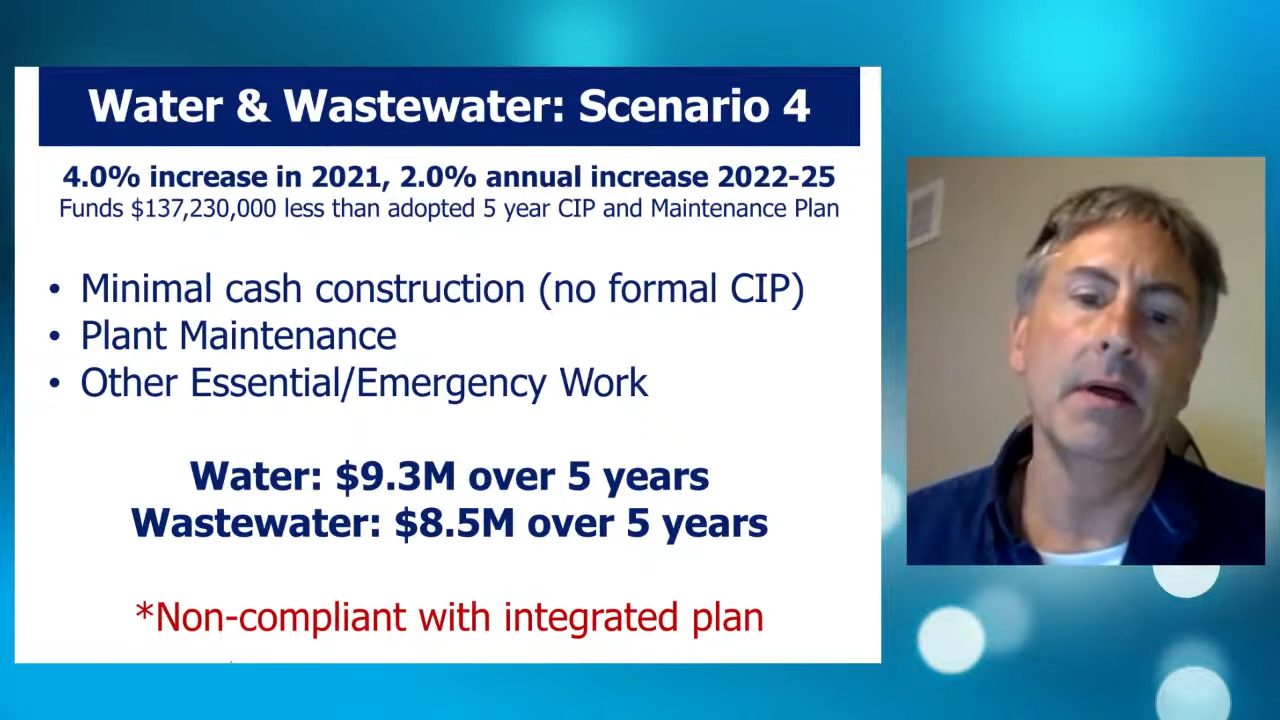 Water & Wastewater: Scenario 4
4.0% increase in 2021, 2.0% annual increase 2022-25
Funds $137,230,000 less than adopted 5 year CIP and Maintenance Plan
• Minimal cash construction (no formal CIP)
• Plant Maintenance
• Other Essential/Emergency Work
Water: $9.3M over 5 years
Wastewater: $8.5M over 5 years
*Non-compliant with integrated plan